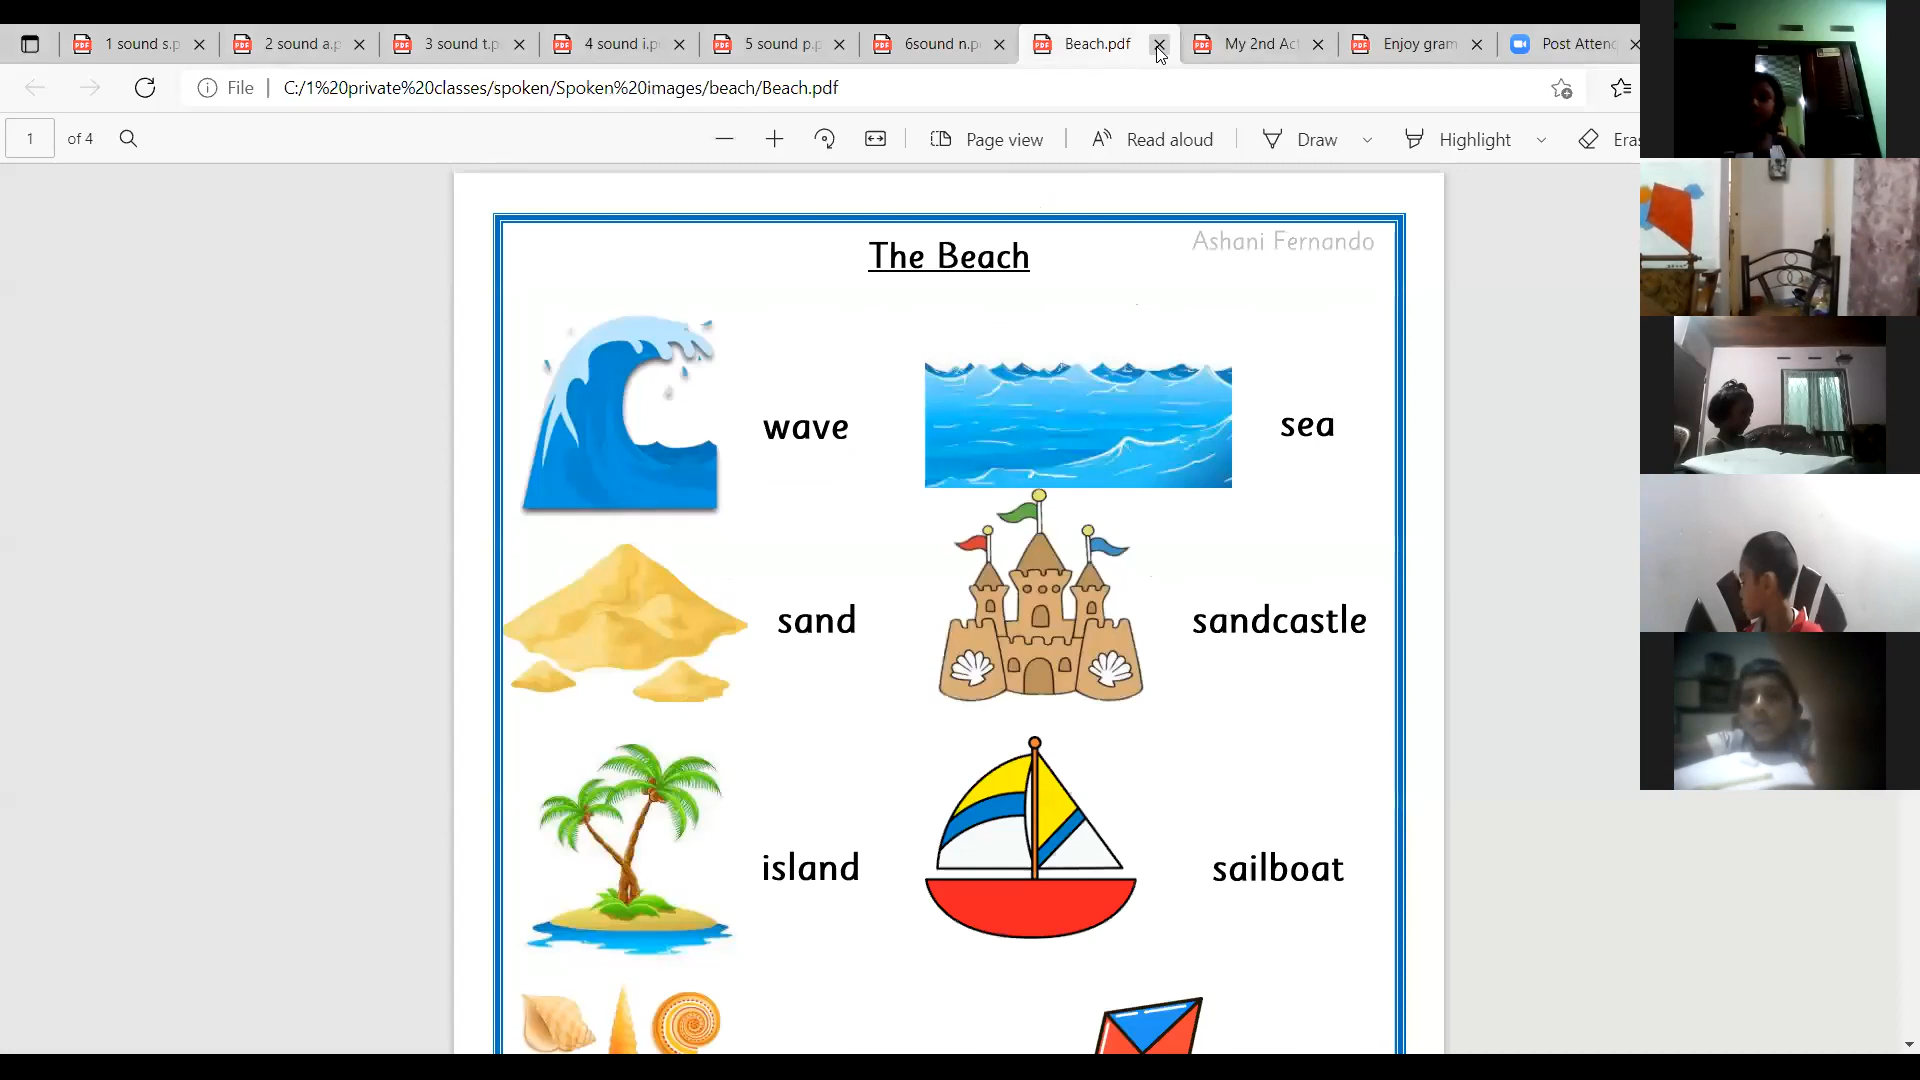 1 sound s.p 2 sound a.p 3 sound t.p 4 sound i.p 5 sound p.p 6sound n.p Beach.pdf My 2nd Act Enjoy gram Post Attend
File C:/1%20private%20classes/spoken/Spoken%20images/beach/Beach.pdf
1 of 4 Page view Read aloud Draw Highlight Eras
Ashani Fernando
The Beach
wave sea
sand sandcastle
island sailboat